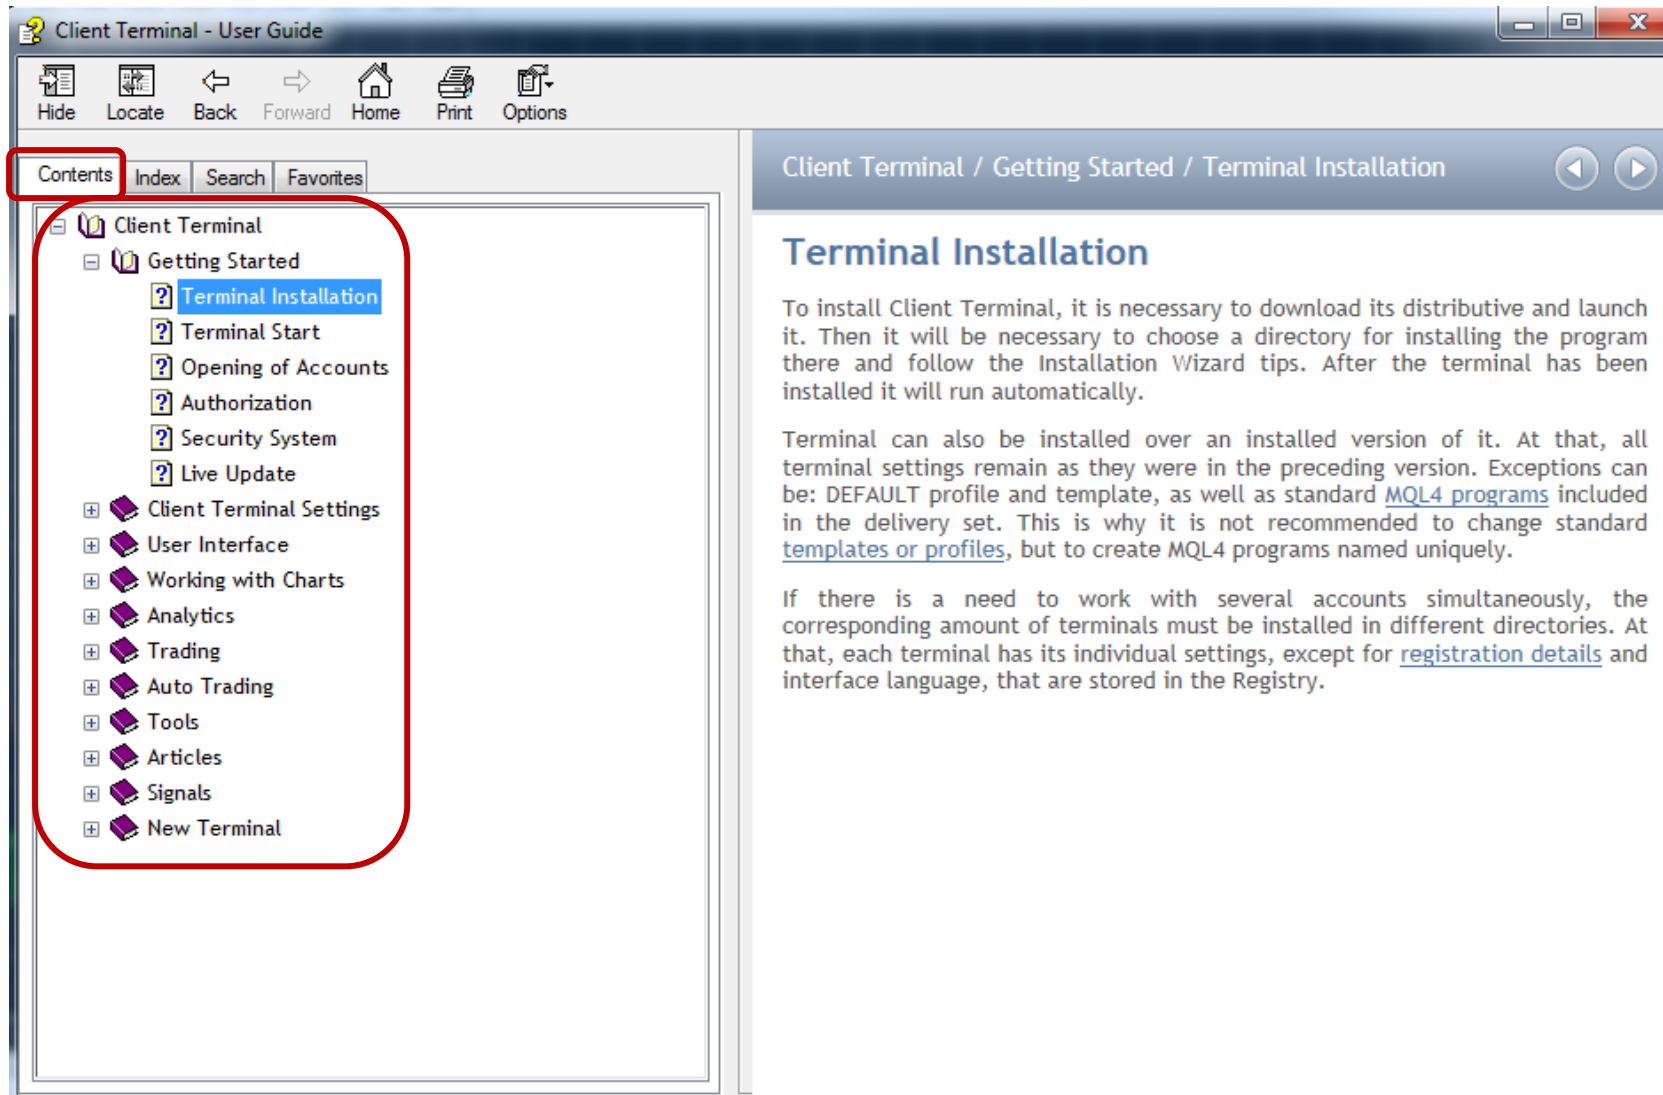 Client Terminal - User Guide
Hide Locate Back Forward Home Print Options
Contents Index Search Favorites
Client Terminal
Getting Started
Terminal Installation
Terminal Start
Opening of Accounts
Authorization
Security System
Live Update
Client Terminal Settings
User Interface
Working with Charts
Analytics
Trading
Auto Trading
Tools
Articles
Signals
New Terminal
Client Terminal / Getting Started / Terminal Installation
Terminal Installation
To install Client Terminal, it is necessary to download its distributive and launch
it. Then it will be necessary to choose a directory for installing the program
there and follow the Installation Wizard tips. After the terminal has been
installed it will run automatically.
Terminal can also be installed over an installed version of it. At that, all
terminal settings remain as they were in the preceding version. Exceptions can
be: DEFAULT profile and template, as well as standard MQL4 programs included
in the delivery set. This is why it is not recommended to change standard
templates or profiles, but to create MQL4 programs named uniquely.
If there is a need to work with several accounts simultaneously, the
corresponding amount of terminals must be installed in different directories. At
that, each terminal has its individual settings, except for registration details and
interface language, that are stored in the Registry.